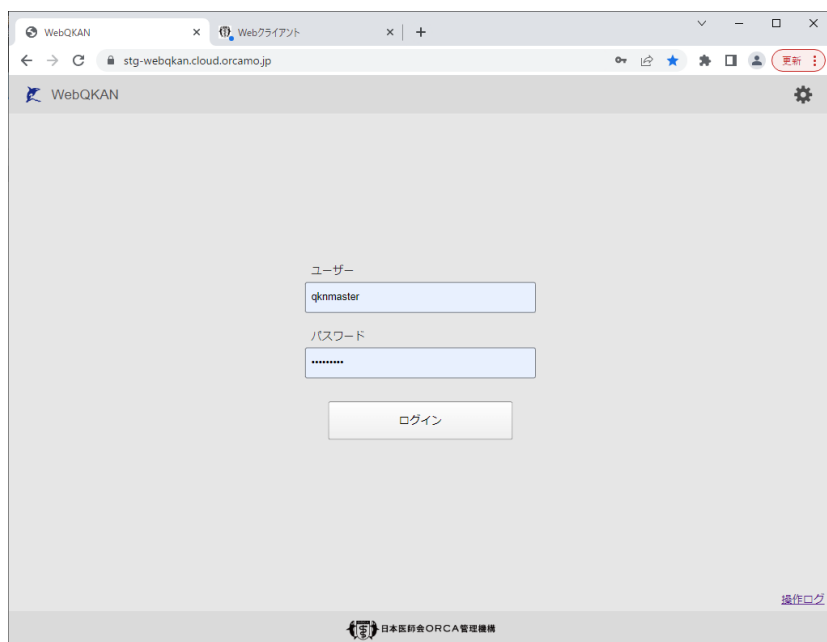 WebQKAN
Webクライアント
stg-webqkan.cloud.orcamo.jp
更新
WebQKAN
ユーザー
qknmaster
パスワード
•••••••••
ログイン
操作ログ
日本医師会ORCA管理機構